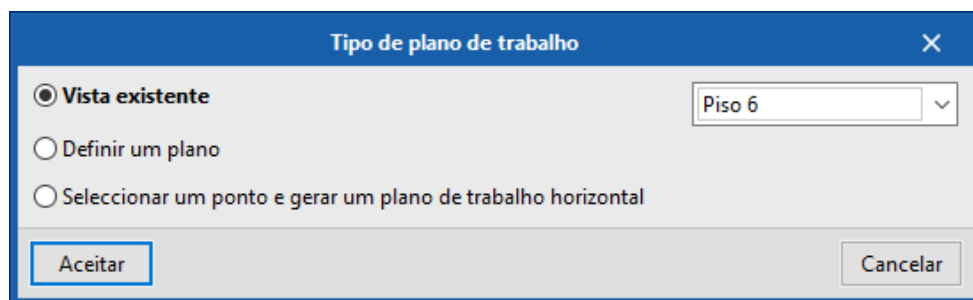 Tipo de plano de trabalho
Vista existente
Piso 6
Definir um plano
Seleccionar um ponto e gerar um plano de trabalho horizontal
Aceitar
Cancelar